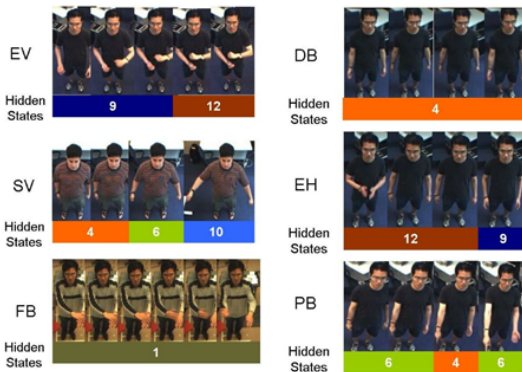 EV
Hidden States
9 12
SV
Hidden States
4 6 10
FB
Hidden States
1
DB
Hidden States
4
EH
Hidden States
12 9
PB
Hidden States
6 4 6